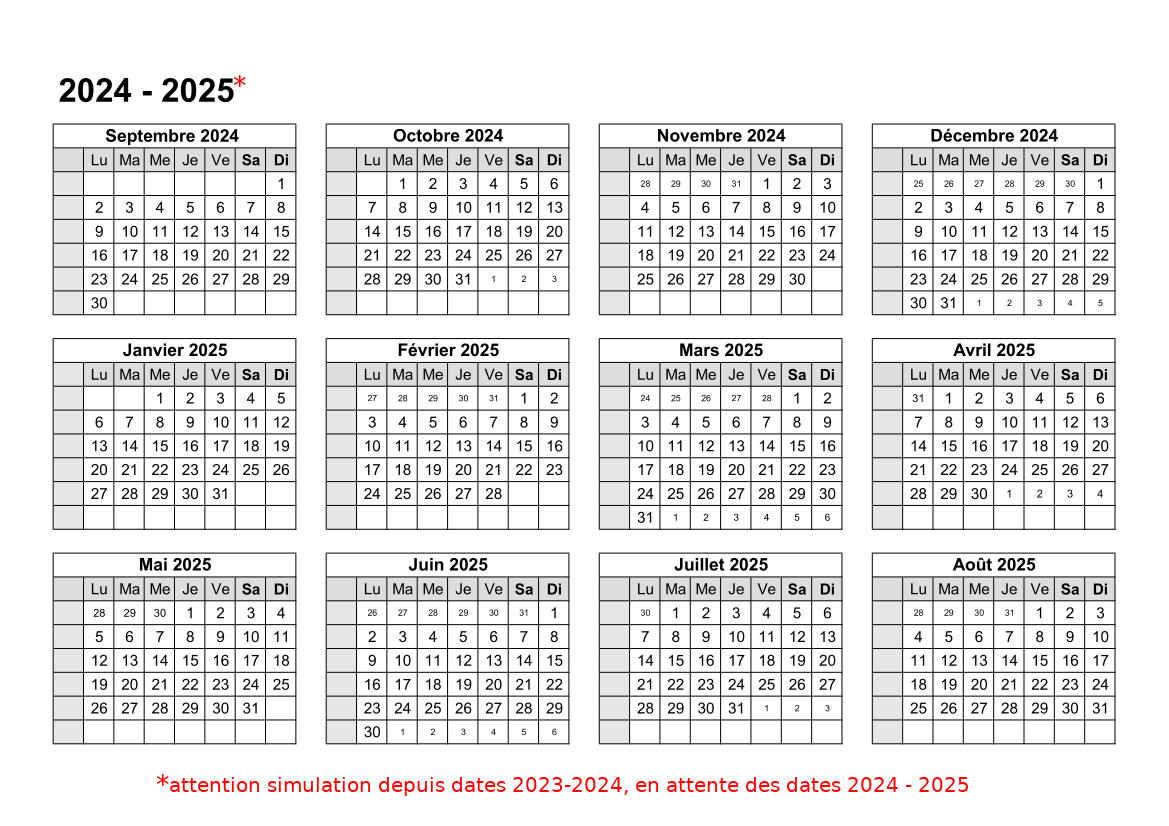 2024 - 2025*
Septembre 2024
Lu Ma Me Je Ve Sa Di
1
2 3 4 5 6 7 8
9 10 11 12 13 14 15
16 17 18 19 20 21 22
23 24 25 26 27 28 29
30
Octobre 2024
Lu Ma Me Je Ve Sa Di
1 2 3 4 5 6
7 8 9 10 11 12 13
14 15 16 17 18 19 20
21 22 23 24 25 26 27
28 29 30 31 1 2 3
Novembre 2024
Lu Ma Me Je Ve Sa Di
28 29 30 31 1 2 3
4 5 6 7 8 9 10
11 12 13 14 15 16 17
18 19 20 21 22 23 24
25 26 27 28 29 30
Décembre 2024
Lu Ma Me Je Ve Sa Di
25 26 27 28 29 30 1
2 3 4 5 6 7 8
9 10 11 12 13 14 15
16 17 18 19 20 21 22
23 24 25 26 27 28 29
30 31 1 2 3 4 5
Janvier 2025
Lu Ma Me Je Ve Sa Di
1 2 3 4 5
6 7 8 9 10 11 12
13 14 15 16 17 18 19
20 21 22 23 24 25 26
27 28 29 30 31
Février 2025
Lu Ma Me Je Ve Sa Di
27 28 29 30 31 1 2
3 4 5 6 7 8 9
10 11 12 13 14 15 16
17 18 19 20 21 22 23
24 25 26 27 28
Mars 2025
Lu Ma Me Je Ve Sa Di
24 25 26 27 28 1 2
3 4 5 6 7 8 9
10 11 12 13 14 15 16
17 18 19 20 21 22 23
24 25 26 27 28 29 30
31 1 2 3 4 5 6
Avril 2025
Lu Ma Me Je Ve Sa Di
31 1 2 3 4 5 6
7 8 9 10 11 12 13
14 15 16 17 18 19 20
21 22 23 24 25 26 27
28 29 30 1 2 3 4
Mai 2025
Lu Ma Me Je Ve Sa Di
28 29 30 1 2 3 4
5 6 7 8 9 10 11
12 13 14 15 16 17 18
19 20 21 22 23 24 25
26 27 28 29 30 31
Juin 2025
Lu Ma Me Je Ve Sa Di
26 27 28 29 30 31 1
2 3 4 5 6 7 8
9 10 11 12 13 14 15
16 17 18 19 20 21 22
23 24 25 26 27 28 29
30 1 2 3 4 5 6
Juillet 2025
Lu Ma Me Je Ve Sa Di
30 1 2 3 4 5 6
7 8 9 10 11 12 13
14 15 16 17 18 19 20
21 22 23 24 25 26 27
28 29 30 31 1 2 3
Août 2025
Lu Ma Me Je Ve Sa Di
28 29 30 31 1 2 3
4 5 6 7 8 9 10
11 12 13 14 15 16 17
18 19 20 21 22 23 24
25 26 27 28 29 30 31
*attention simulation depuis dates 2023-2024, en attente des dates 2024 - 2025